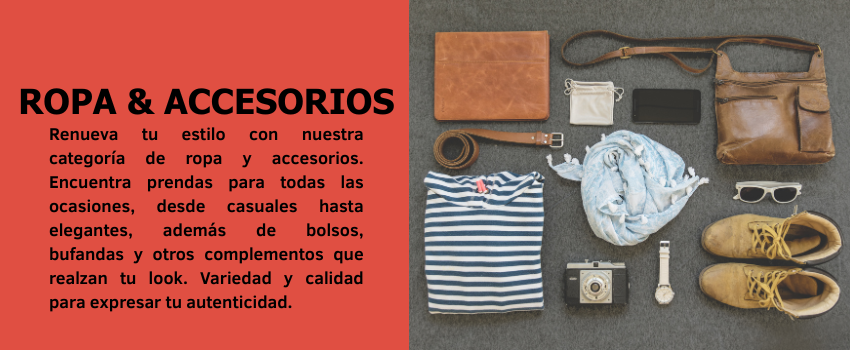 ROPA & ACCESORIOS
Renueva tu estilo con nuestra
categoría de ropa y accesorios.
Encuentra prendas para todas las
ocasiones, desde casuales hasta
elegantes, además de bolsos,
bufandas y otros complementos que
realzan tu look. Variedad y calidad
para expresar tu autenticidad.